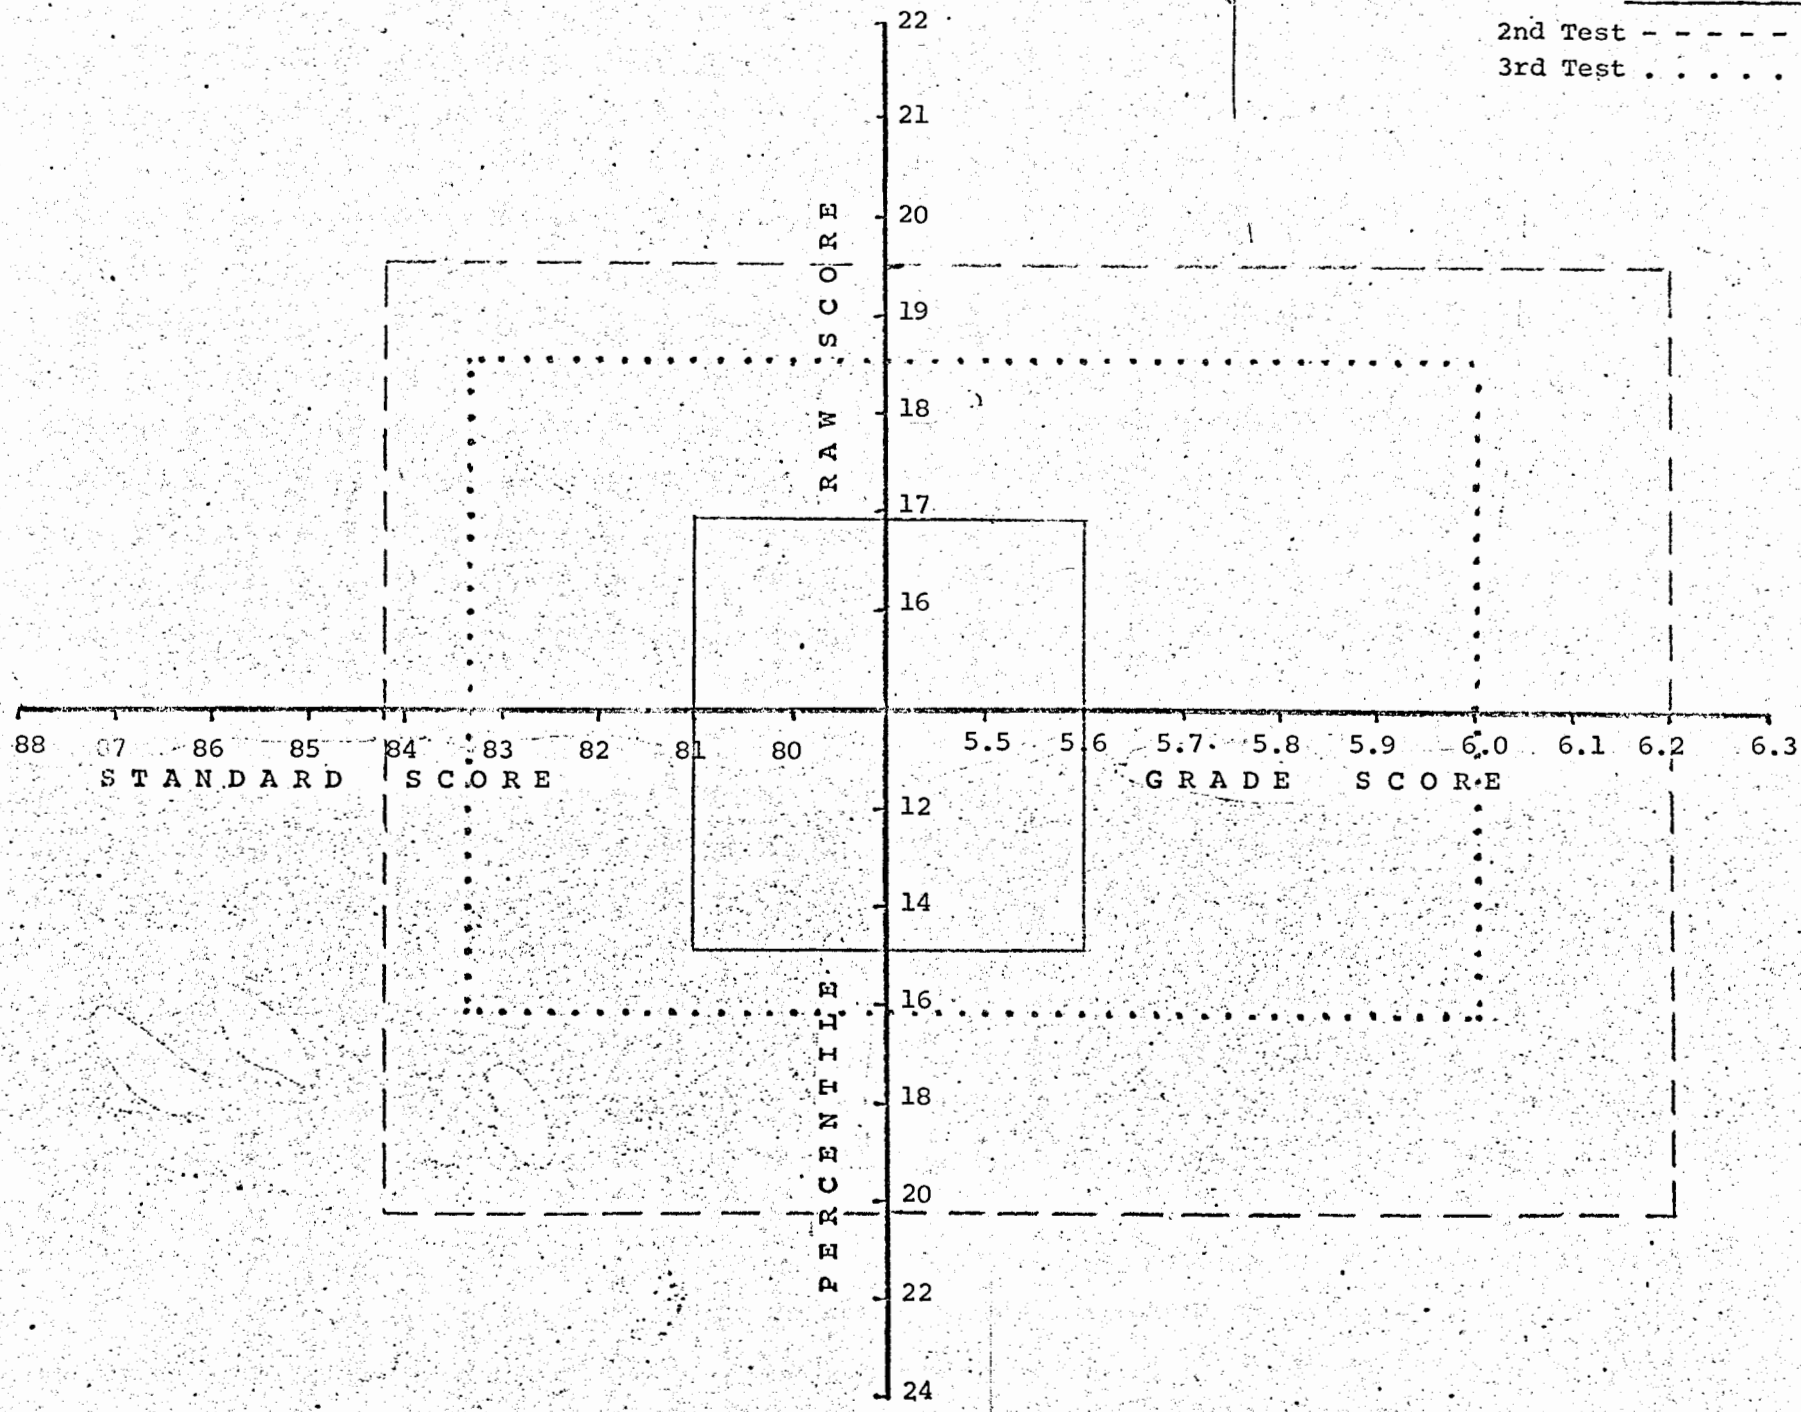 2nd Test - - - - -
3rd Test . . . . .
22
21
20
19
18
17
16
RAW SCORE
88 87 86 85 84 83 82 81 80 5.5 5.6 5.7 5.8 5.9 6.0 6.1 6.2 6.3
STANDARD SCORE GRADE SCORE
12
14
16
18
20
22
24
PERCENTILE